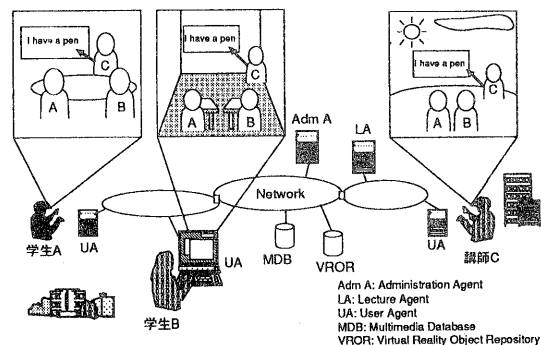 I have a pen
C
A
B
I have a pen
C
A
B
I have a pen
C
A
B
Adm A
LA
Network
学生A
UA
UA
MDB
VROR
UA
講師C
学生B
Adm A: Administration Agent
LA: Lecture Agent
UA: User Agent
MDB: Multimedia Database
VROR: Virtual Reality Object Repository